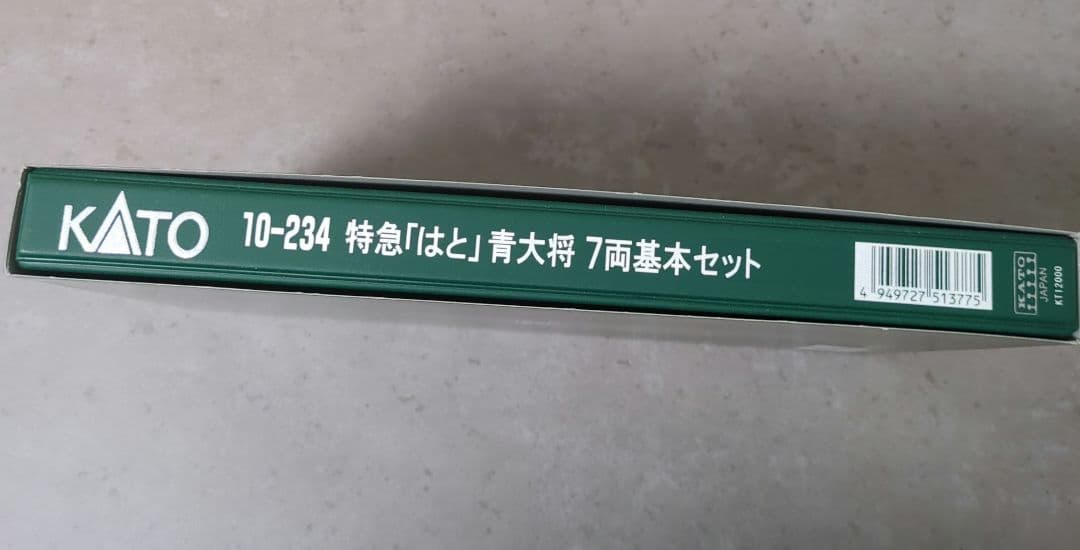 KATO 10-234 特急「はと」青大将 7両基本セット
4 949727 513775
KATO
JAPAN
KT12000